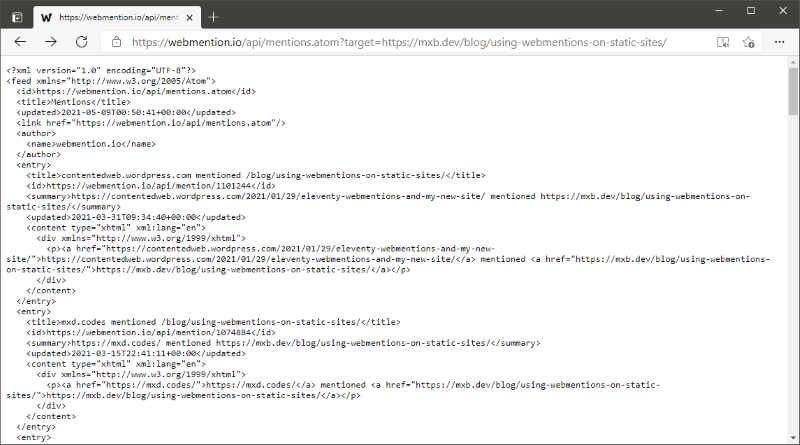 https://webmention.io/api/ment
https://webmention.io/api/mentions.atom?target=https://mxb.dev/blog/using-webmentions-on-static-sites/
<?xml version="1.0" encoding="UTF-8"?>
<feed xmlns="http://www.w3.org/2005/Atom">
<id>https://webmention.io/api/mentions.atom</id>
<title>Mentions</title>
<updated>2021-05-09T00:50:41+00:00</updated>
<link href="https://webmention.io/api/mentions.atom"/>
<author>
<name>webmention.io</name>
</author>
<entry>
<title>contentedweb.wordpress.com mentioned /blog/using-webmentions-on-static-sites/</title>
<id>https://webmention.io/api/mention/1101244</id>
<summary>https://contentedweb.wordpress.com/2021/01/29/eleventy-webmentions-and-my-new-site/ mentioned https://mxb.dev/blog/using-webmentions-on-
static-sites/</summary>
<updated>2021-03-31T09:34:40+00:00</updated>
<content type="xhtml" xml:lang="en">
<div xmlns="http://www.w3.org/1999/xhtml">
<p><a href="https://contentedweb.wordpress.com/2021/01/29/eleventy-webmentions-and-my-new-
site/">https://contentedweb.wordpress.com/2021/01/29/eleventy-webmentions-and-my-new-site/</a> mentioned <a href="https://mxb.dev/blog/using-webmentions-
on-static-sites/">https://mxb.dev/blog/using-webmentions-on-static-sites/</a></p>
</div>
</content>
</entry>
<entry>
<title>mxd.codes mentioned /blog/using-webmentions-on-static-sites/</title>
<id>https://webmention.io/api/mention/1074884</id>
<summary>https://mxd.codes/ mentioned https://mxb.dev/blog/using-webmentions-on-static-sites/</summary>
<updated>2021-03-15T22:41:11+00:00</updated>
<content type="xhtml" xml:lang="en">
<div xmlns="http://www.w3.org/1999/xhtml">
<p><a href="https://mxd.codes/">https://mxd.codes/</a> mentioned <a href="https://mxb.dev/blog/using-webmentions-on-static-
sites/">https://mxb.dev/blog/using-webmentions-on-static-sites/</a></p>
</div>
</content>
</entry>
<entry>